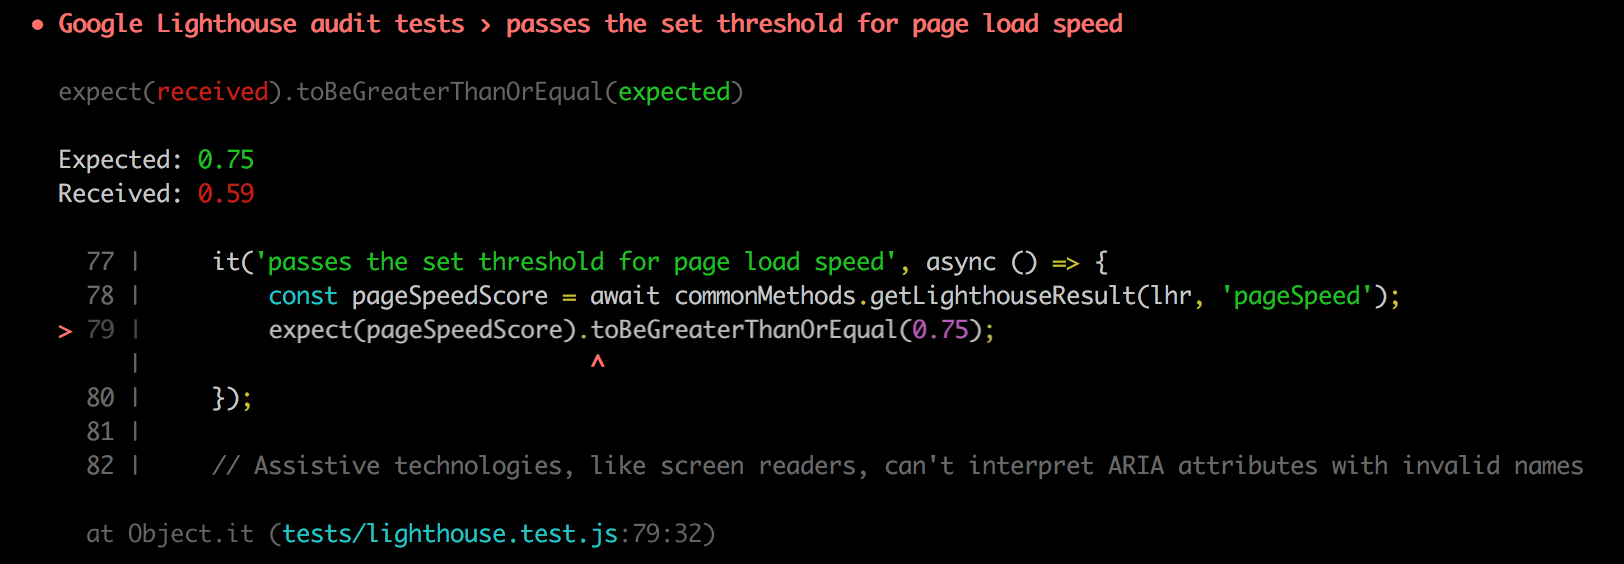 • Google Lighthouse audit tests › passes the set threshold for page load speed
expect(received).toBeGreaterThanOrEqual(expected)
Expected: 0.75
Received: 0.59
77 |     it('passes the set threshold for page load speed', async () => {
78 |         const pageSpeedScore = await commonMethods.getLighthouseResult(lhr, 'pageSpeed');
> 79 |         expect(pageSpeedScore).toBeGreaterThanOrEqual(0.75);
|                                ^
80 |     });
81 |
82 |     // Assistive technologies, like screen readers, can't interpret ARIA attributes with invalid names
at Object.it (tests/lighthouse.test.js:79:32)